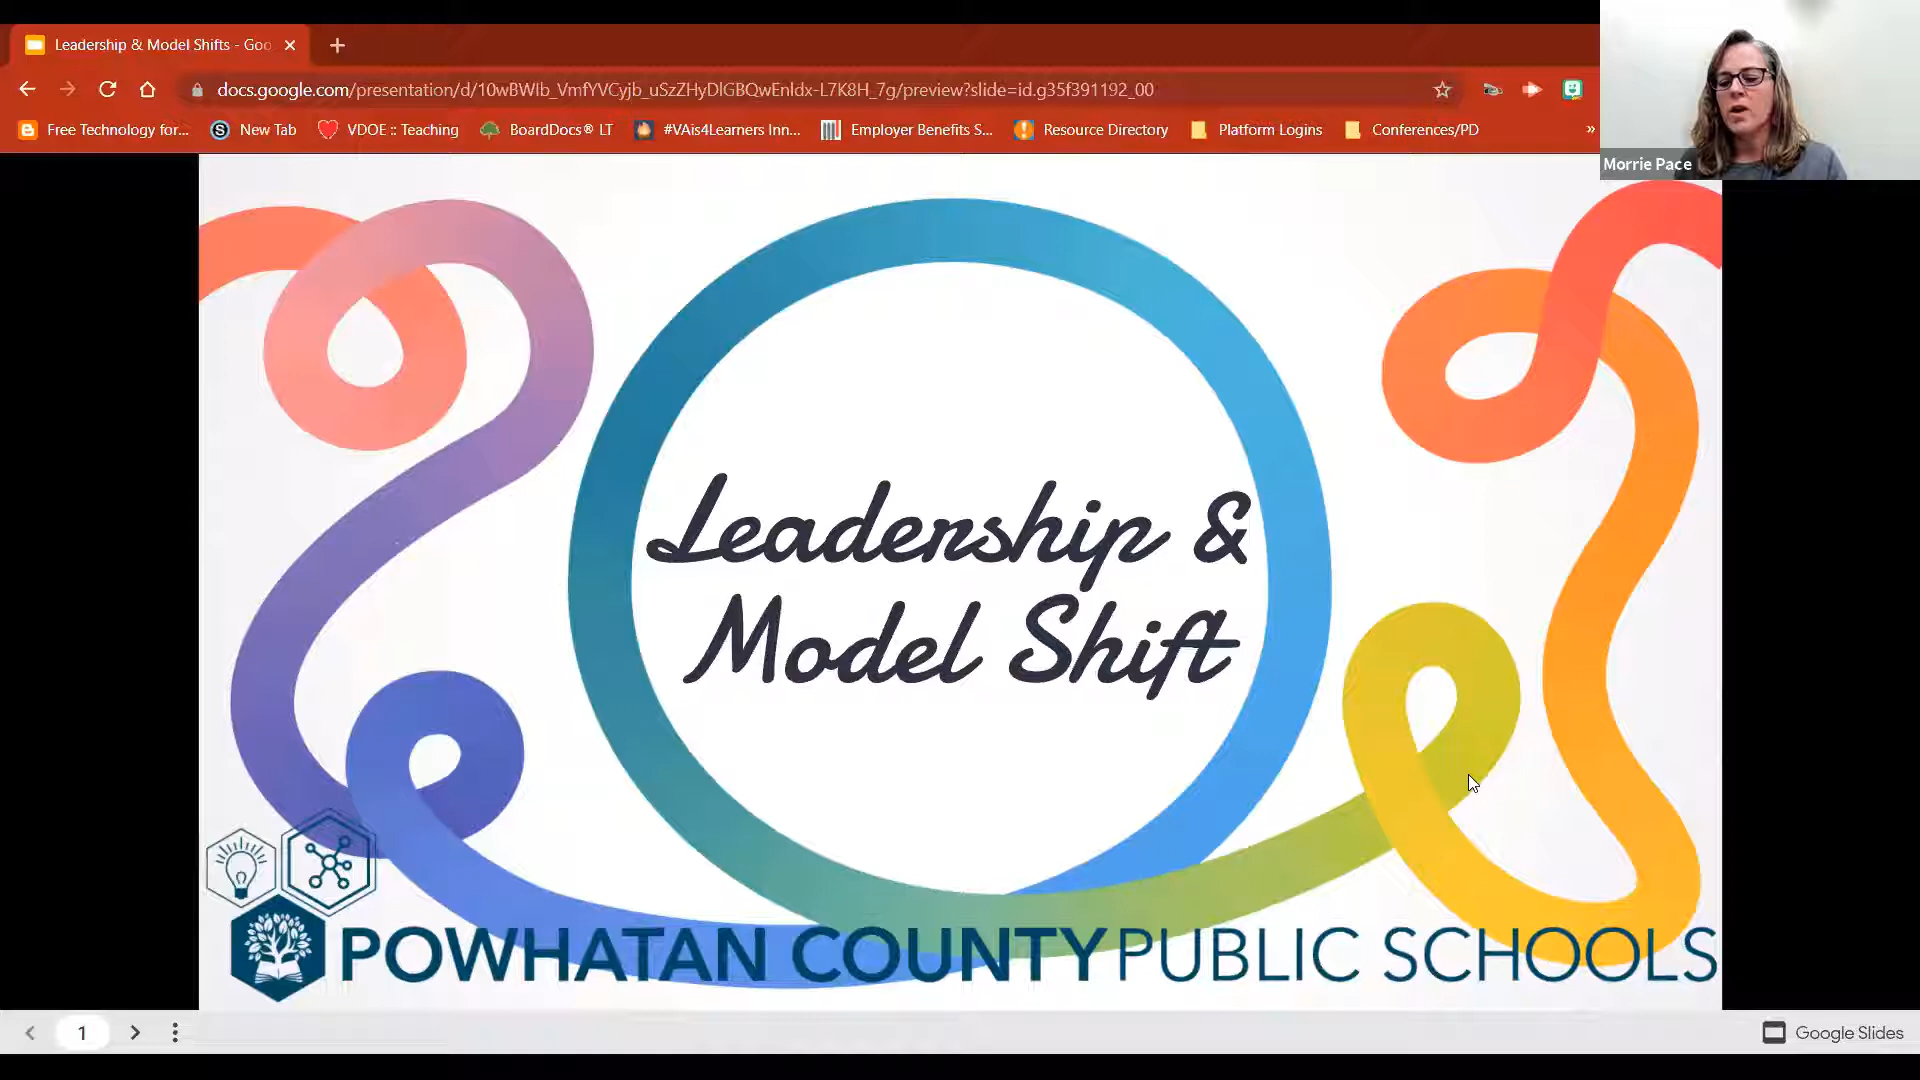 Leadership & Model Shifts - Goo
docs.google.com/presentation/d/10wBWlb_VmfYVCyjb_uSzZHyDlGBQwEnldx-L7K8H_7g/preview?slide=id.g35f391192_00
Free Technology for... New Tab VDOE :: Teaching BoardDocs® LT #VAis4Learners Inn... Employer Benefits S... Resource Directory Platform Logins Conferences/PD »
Morrie Pace
Leadership &
Model Shift
POWHATAN COUNTY PUBLIC SCHOOLS
1
Google Slides